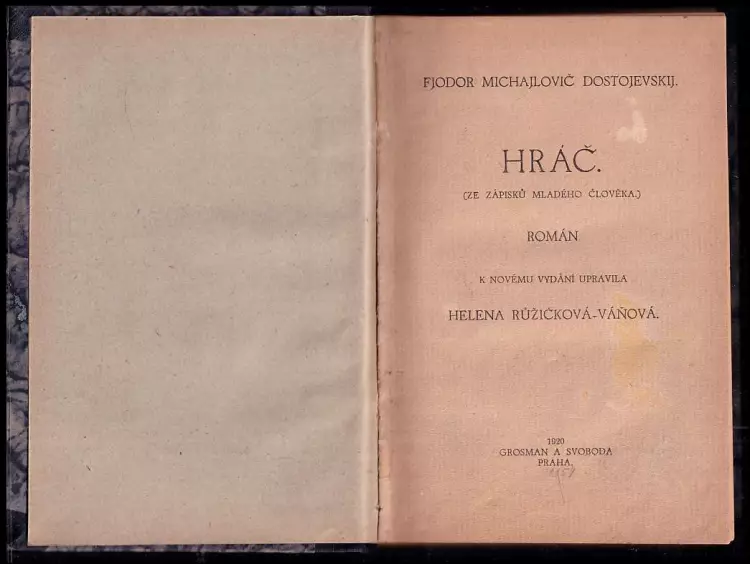 FJODOR MICHAJLOVIČ DOSTOJEVSKIJ.
HRÁČ.
(ZE ZÁPISKŮ MLADÉHO ČLOVĚKA.)
ROMÁN
K NOVÉMU VYDÁNÍ UPRAVILA
HELENA RŮŽIČKOVÁ-VÁŇOVÁ.
1920
GROSMAN A SVOBODA
PRAHA.